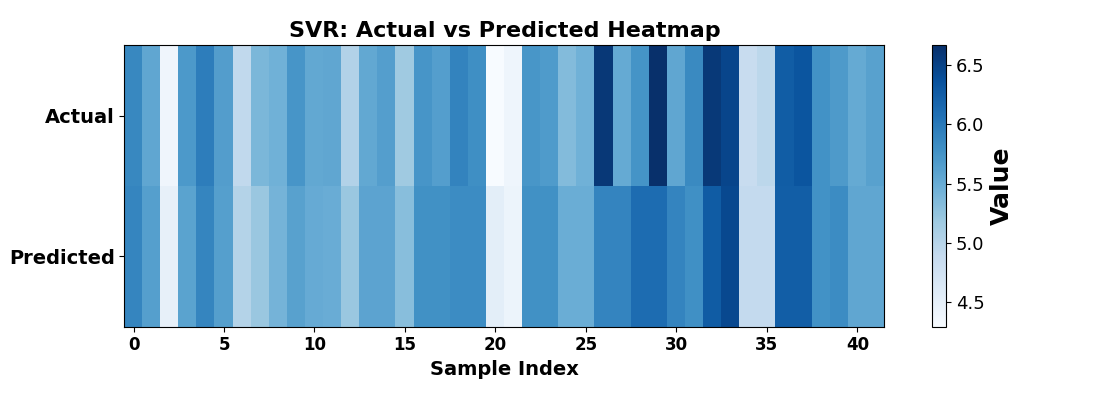 SVR: Actual vs Predicted Heatmap
Actual
Predicted
0 5 10 15 20 25 30 35 40
Sample Index
6.5
6.0
5.5
5.0
4.5
Value